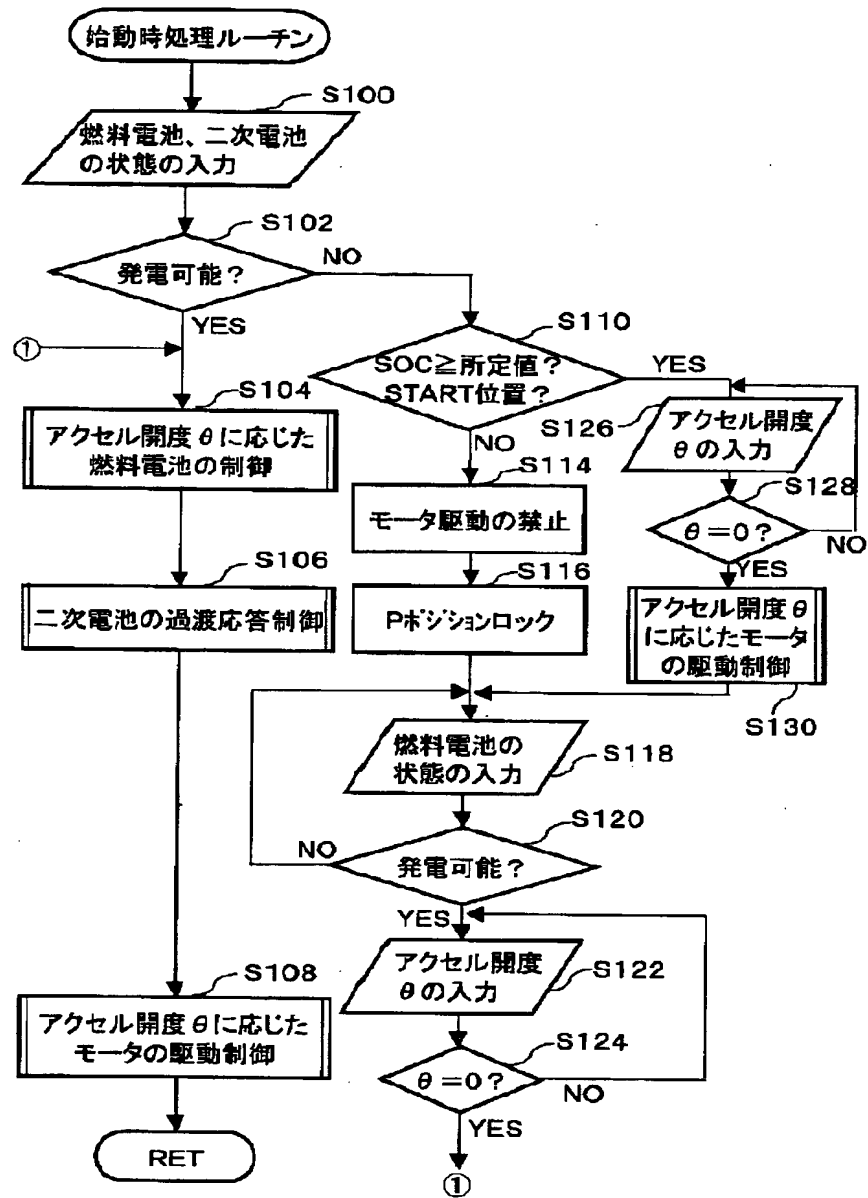 始動時処理ルーチン
S100
燃料電池、二次電池
の状態の入力
S102
発電可能?
NO
YES
①
S104
アクセル開度θに応じた
燃料電池の制御
S106
二次電池の過渡応答制御
S108
アクセル開度θに応じた
モータの駆動制御
RET
S110
SOC≧所定値?
START位置?
YES
NO
S114
モータ駆動の禁止
S116
Pポジションロック
S126
アクセル開度
θの入力
S128
θ=0?
NO
YES
アクセル開度θ
に応じたモータ
の駆動制御
S130
燃料電池の
状態の入力
S118
S120
発電可能?
NO
YES
アクセル開度
θの入力
S122
S124
θ=0?
NO
YES
①